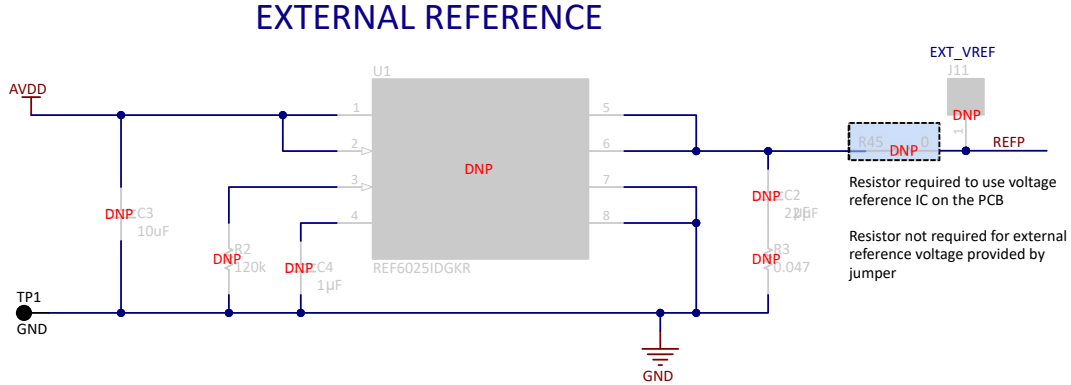 EXTERNAL REFERENCE
EXT_VREF
J11
DNP
1
U1
AVDD
1
2
3
4
5
6
7
8
DNP
REF6025IDGKR
R45
DNP
0
REFP
Resistor required to use voltage
reference IC on the PCB
Resistor not required for external
reference voltage provided by
jumper
DNP
C3
10uF
DNP
R2
120k
DNP
C4
1µF
DNP
C2
DNP
R3
0.047
TP1
GND
GND